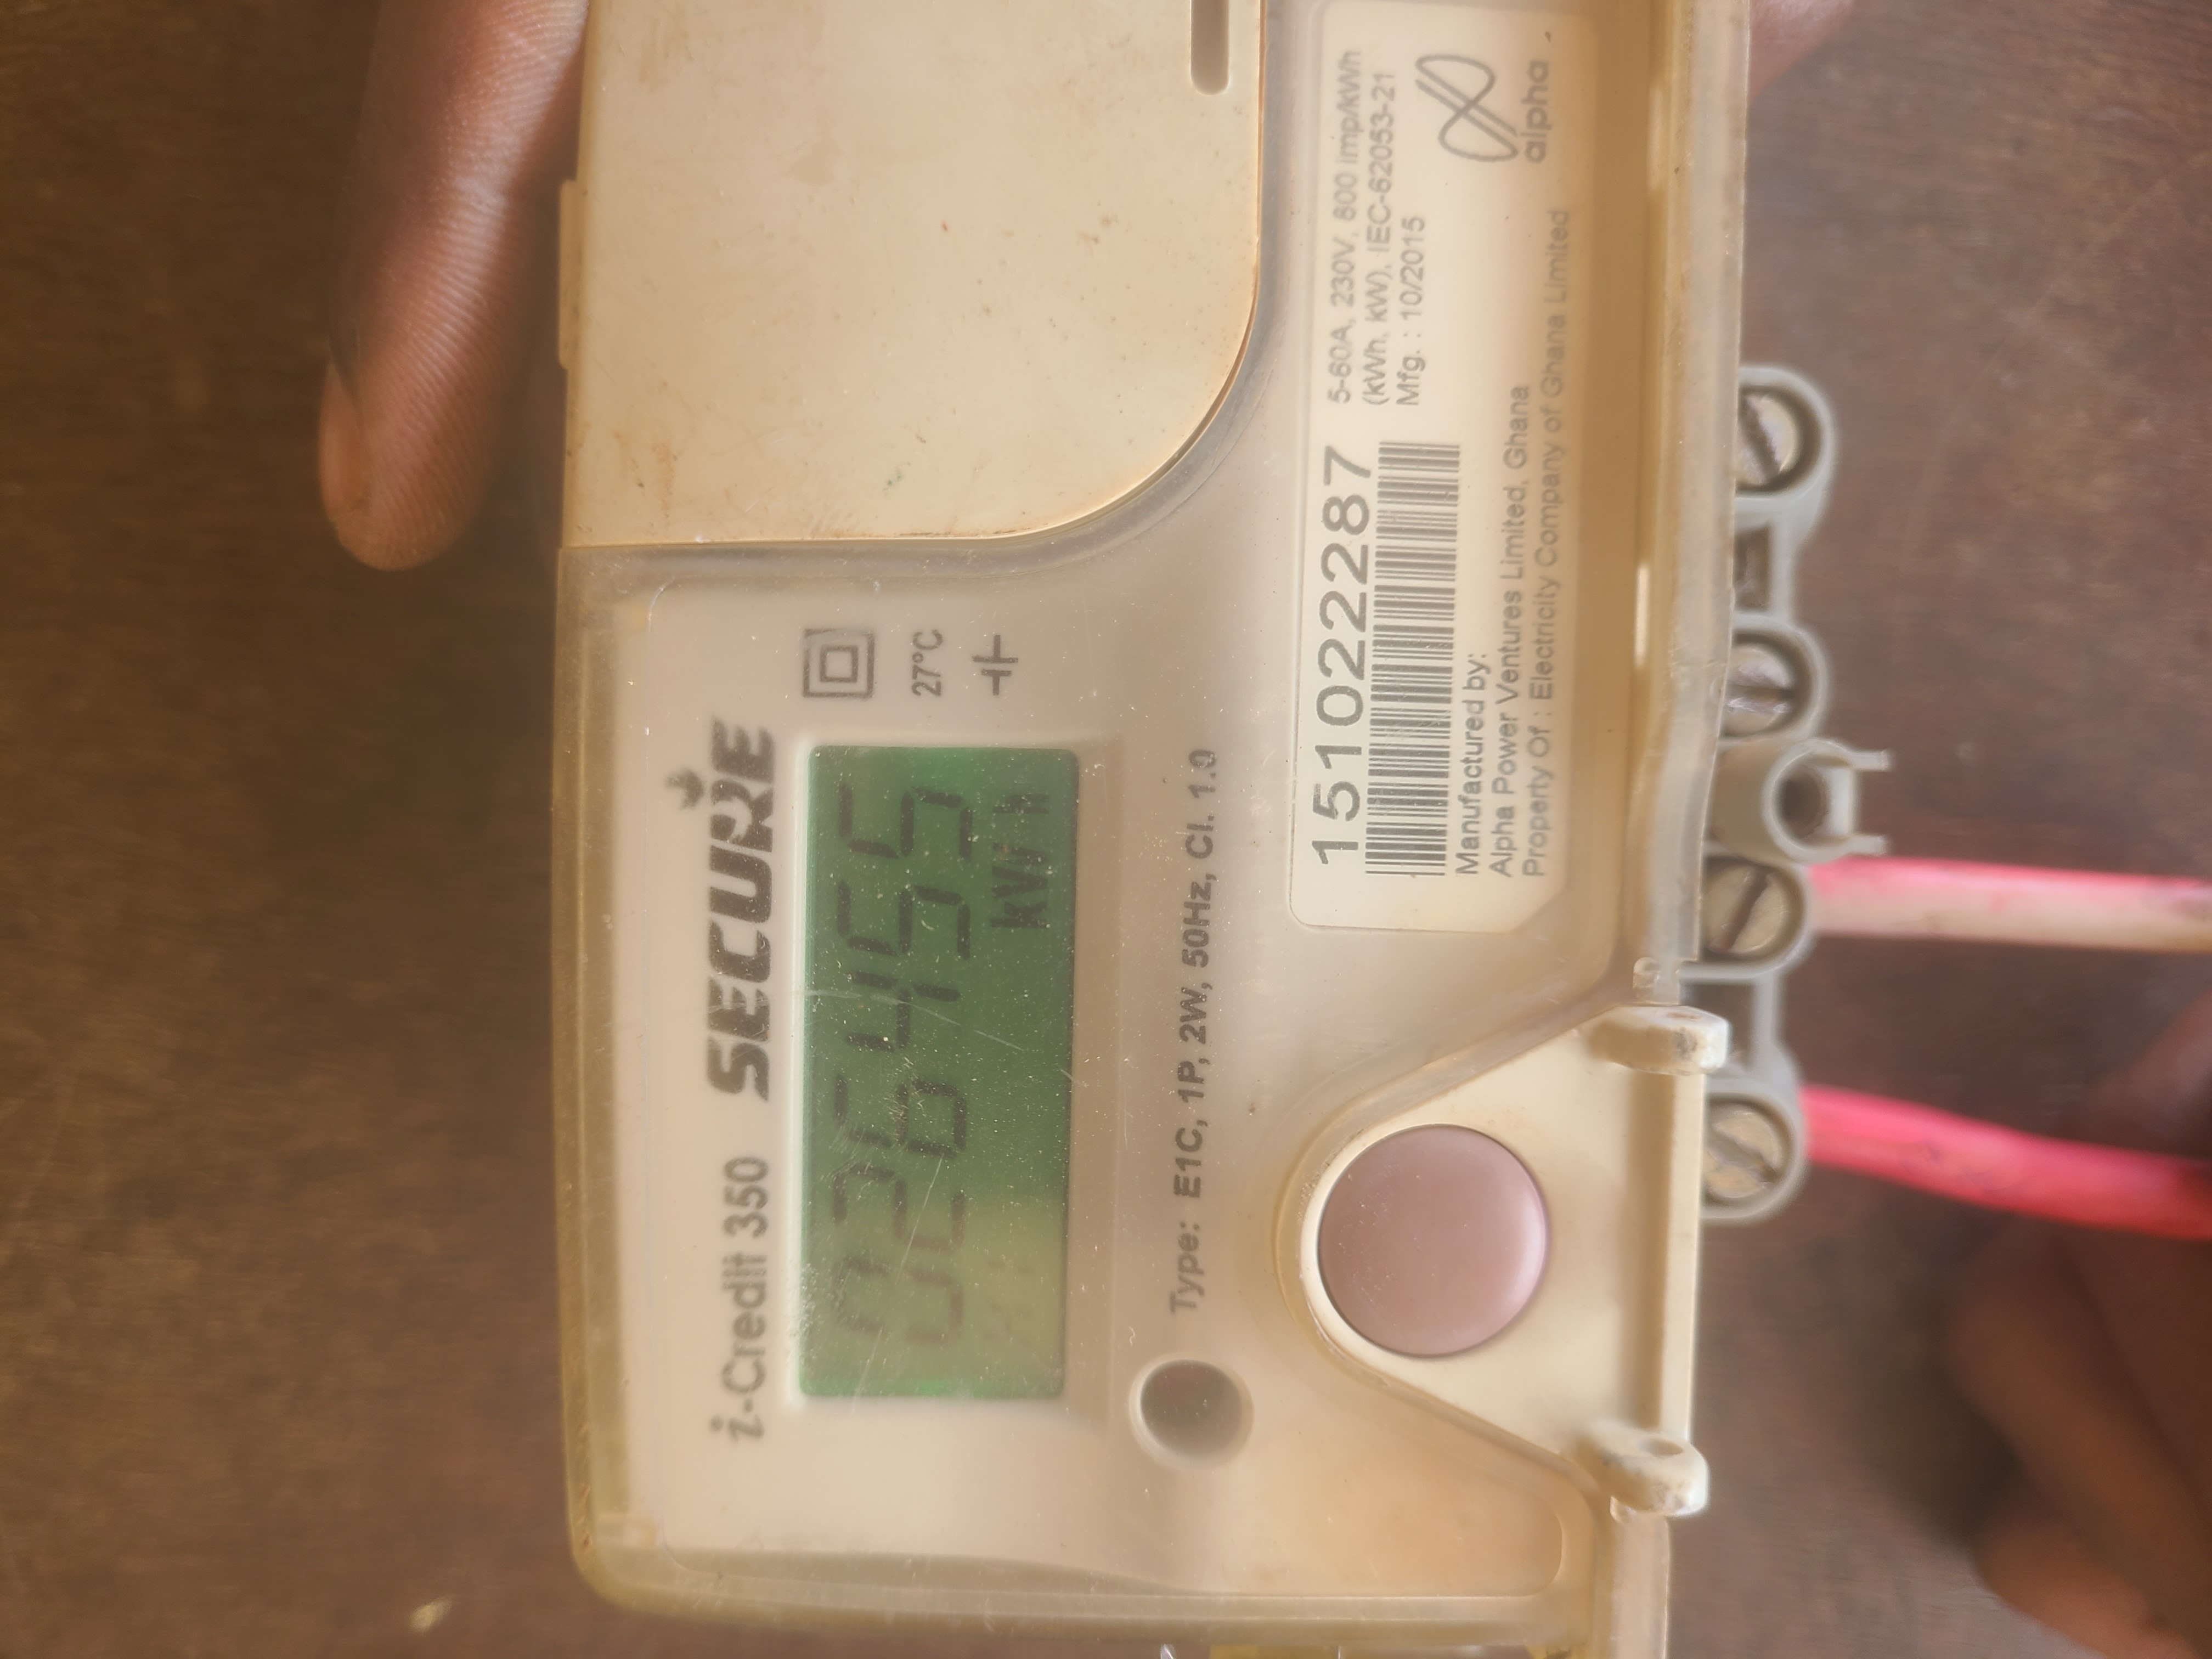 i-Credit 350 SECURE
026455
kWh
27°C
Type: E1C, 1P, 2W, 50Hz, Cl. 1.0
151022287
5-60A, 230V, 800 imp/kWh
(kWh, kW), IEC-62053-21
Mfg. : 10/2015
Manufactured by:
Alpha Power Ventures Limited, Ghana
Property Of : Electricity Company of Ghana Limited
alpha